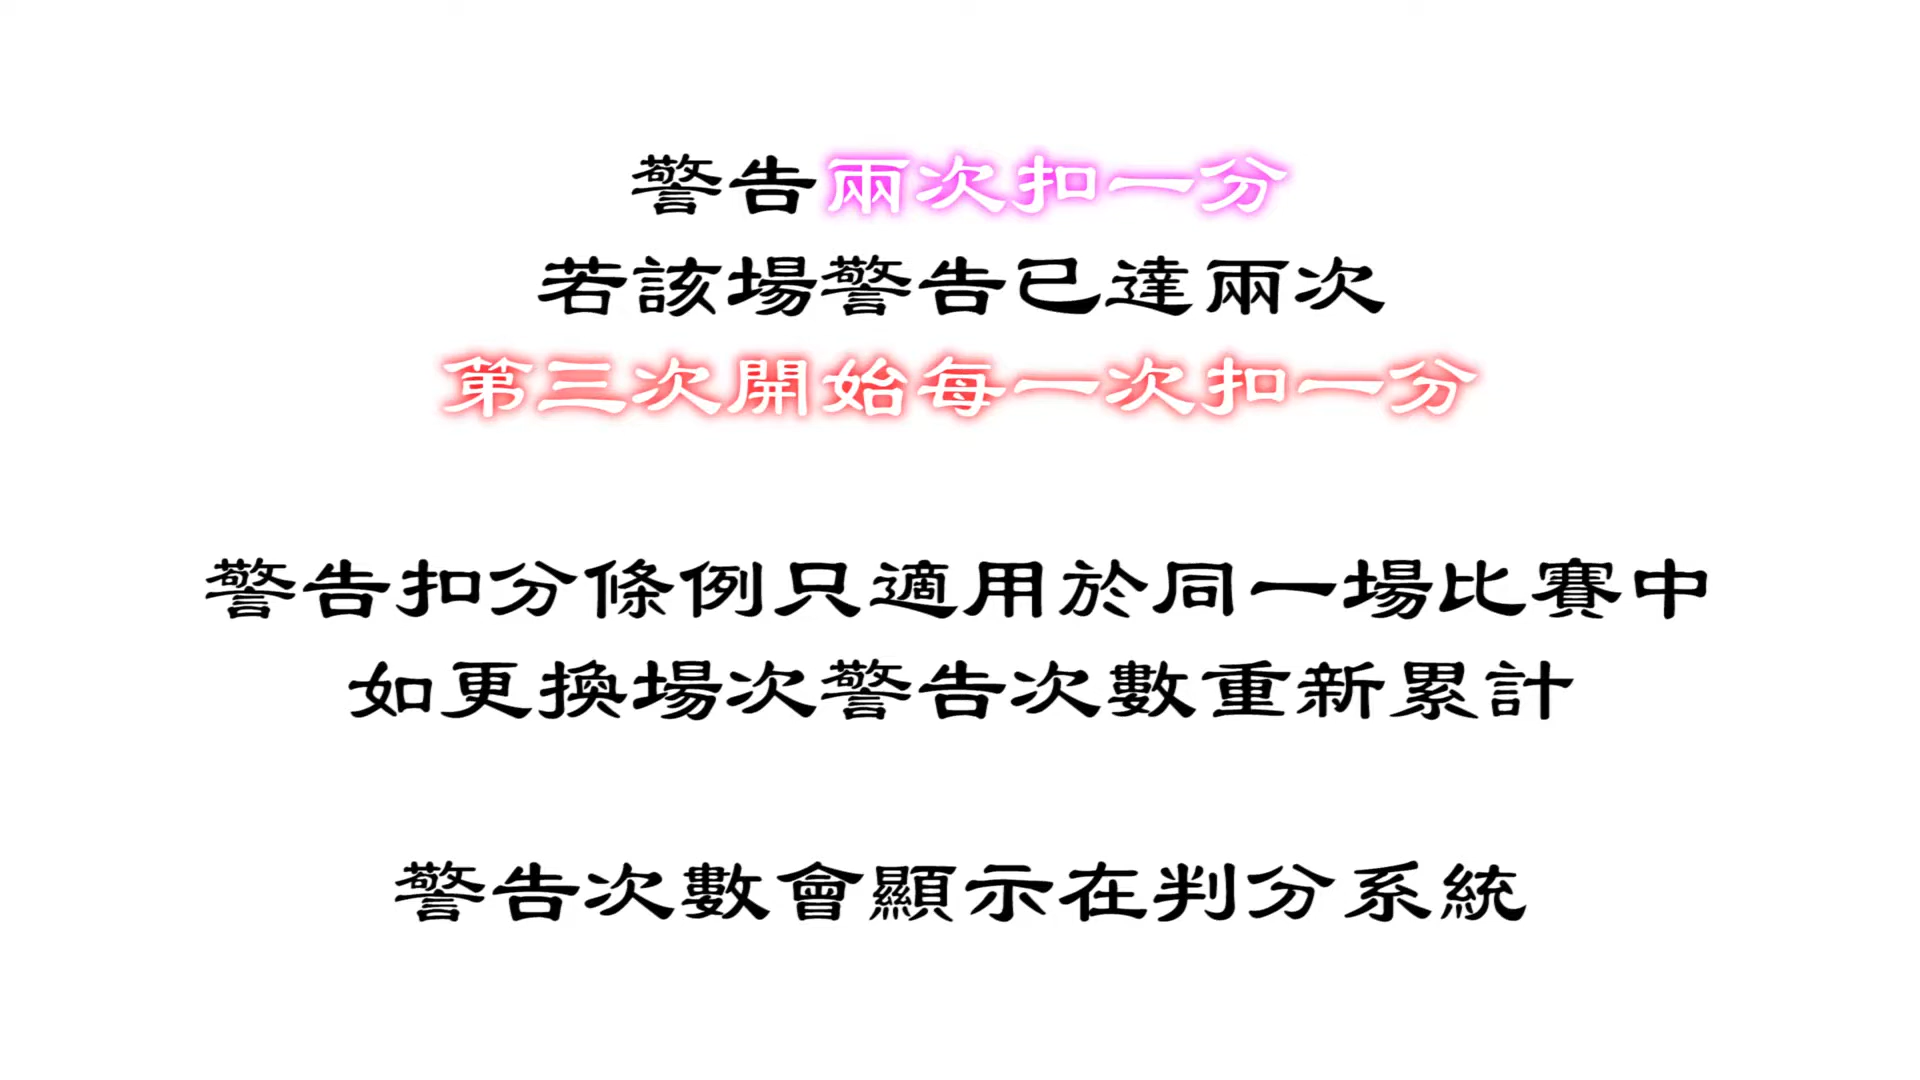 警告兩次扣一分
若該場警告已達兩次
第三次開始每一次扣一分
警告扣分條例只適用於同一場比賽中
如更換場次警告次數重新累計
警告次數會顯示在判分系統